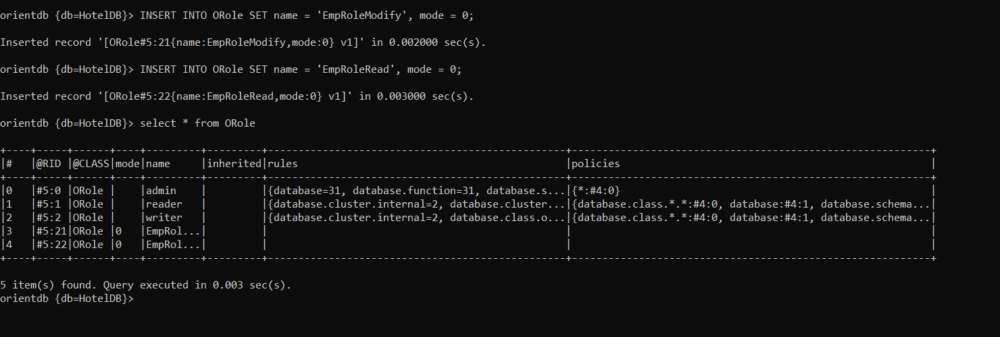 orientdb {db=HotelDB}> INSERT INTO ORole SET name = 'EmpRoleModify', mode = 0;
Inserted record '[ORole#5:21{name:EmpRoleModify,mode:0} v1]' in 0.002000 sec(s).
orientdb {db=HotelDB}> INSERT INTO ORole SET name = 'EmpRoleRead', mode = 0;
Inserted record '[ORole#5:22{name:EmpRoleRead,mode:0} v1]' in 0.003000 sec(s).
orientdb {db=HotelDB}> select * from ORole
+----+-----+------+----+---------+---------+-------------------------------------------------+-----------------------------------------------------------+
|#   |@RID |@CLASS|mode|name     |inherited|rules                                            |policies                                                   |
+----+-----+------+----+---------+---------+-------------------------------------------------+-----------------------------------------------------------+
|0   |#5:0 |ORole |    |admin    |         |{database=31, database.function=31, database.s...|{*:#4:0}                                                   |
|1   |#5:1 |ORole |    |reader   |         |{database.cluster.internal=2, database.cluster...|{database.class.*.*:#4:0, database:#4:1, database.schema...|
|2   |#5:2 |ORole |    |writer   |         |{database.cluster.internal=2, database.class.o...|{database.class.*.*:#4:0, database:#4:1, database.schema...|
|3   |#5:21|ORole |0   |EmpRol...|         |                                                 |                                                           |
|4   |#5:22|ORole |0   |EmpRol...|         |                                                 |                                                           |
+----+-----+------+----+---------+---------+-------------------------------------------------+-----------------------------------------------------------+
5 item(s) found. Query executed in 0.003 sec(s).
orientdb {db=HotelDB}>